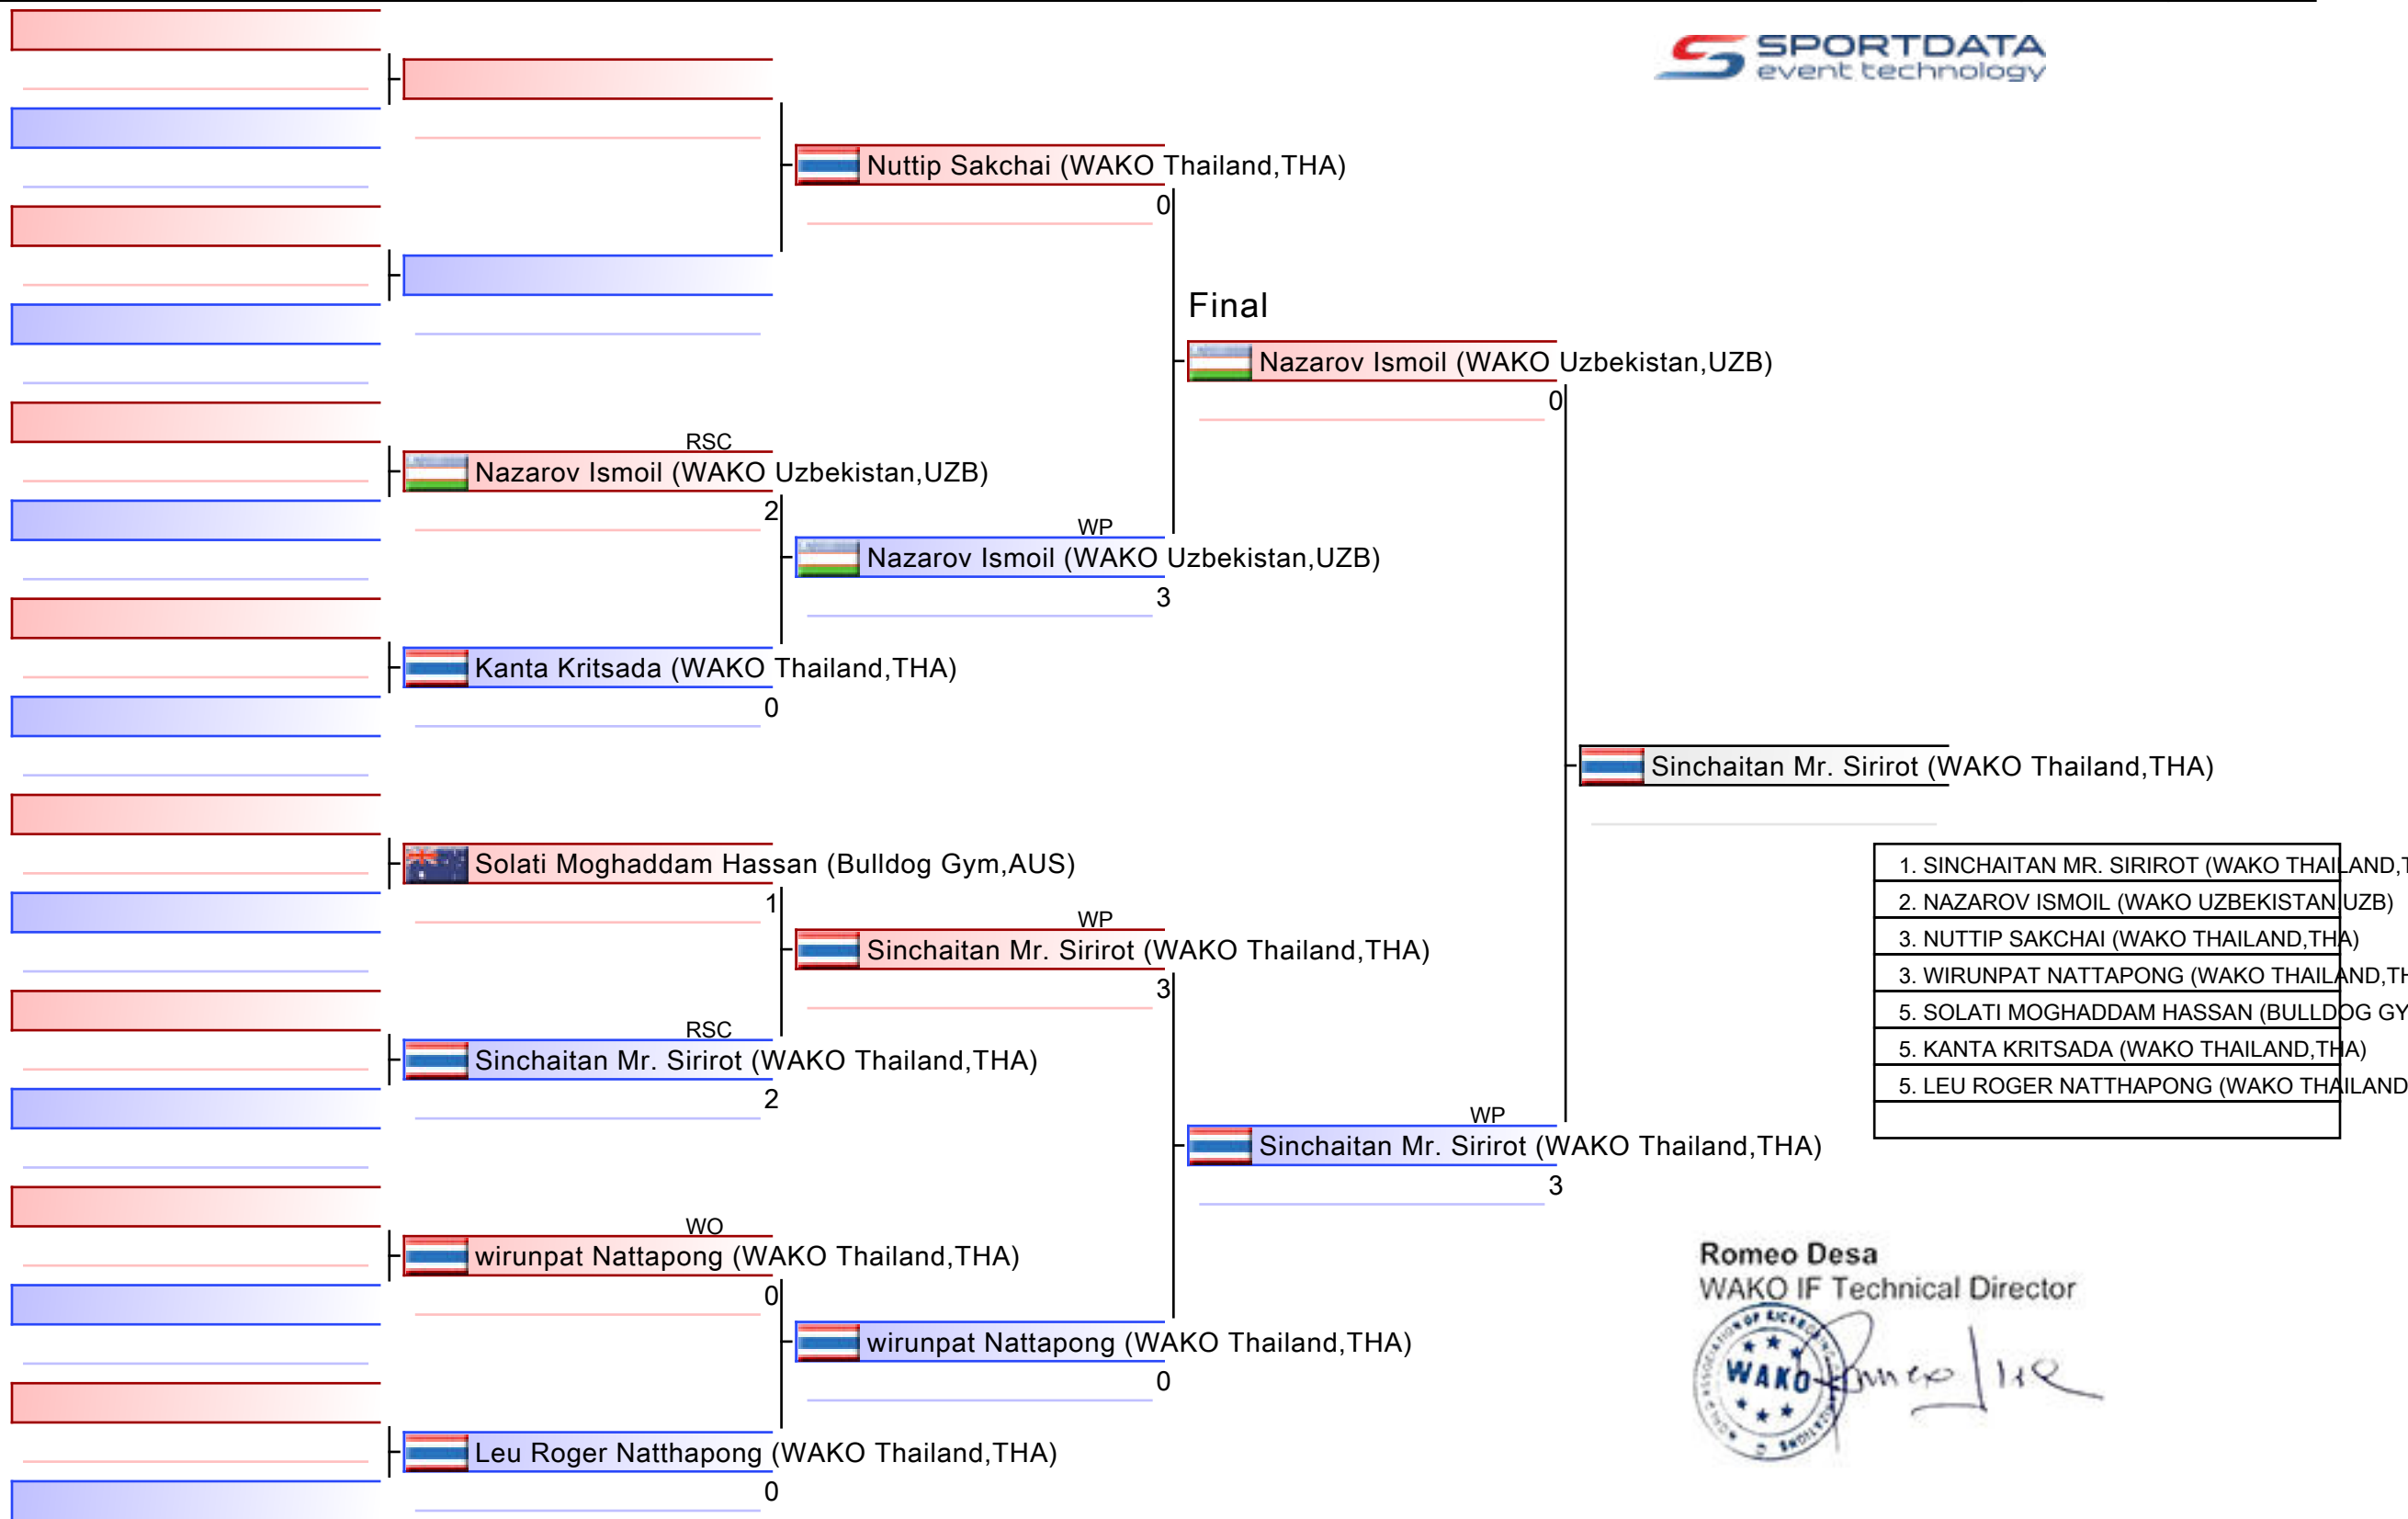 SPORTDATA
event technology
Nuttip Sakchai (WAKO Thailand,THA)
0
Final
Nazarov Ismoil (WAKO Uzbekistan,UZB)
0
RSC
Nazarov Ismoil (WAKO Uzbekistan,UZB)
2
WP
Nazarov Ismoil (WAKO Uzbekistan,UZB)
3
Kanta Kritsada (WAKO Thailand,THA)
0
Sinchaitan Mr. Sirirot (WAKO Thailand,THA)
Solati Moghaddam Hassan (Bulldog Gym,AUS)
1
WP
Sinchaitan Mr. Sirirot (WAKO Thailand,THA)
3
RSC
Sinchaitan Mr. Sirirot (WAKO Thailand,THA)
2
WP
Sinchaitan Mr. Sirirot (WAKO Thailand,THA)
3
WO
wirunpat Nattapong (WAKO Thailand,THA)
0
wirunpat Nattapong (WAKO Thailand,THA)
0
Leu Roger Natthapong (WAKO Thailand,THA)
0
1. SINCHAITAN MR. SIRIROT (WAKO THAILAND,T
2. NAZAROV ISMOIL (WAKO UZBEKISTAN,UZB)
3. NUTTIP SAKCHAI (WAKO THAILAND,THA)
3. WIRUNPAT NATTAPONG (WAKO THAILAND,TH
5. SOLATI MOGHADDAM HASSAN (BULLDOG GY
5. KANTA KRITSADA (WAKO THAILAND,THA)
5. LEU ROGER NATTHAPONG (WAKO THAILAND
Romeo Desa
WAKO IF Technical Director
WAKO